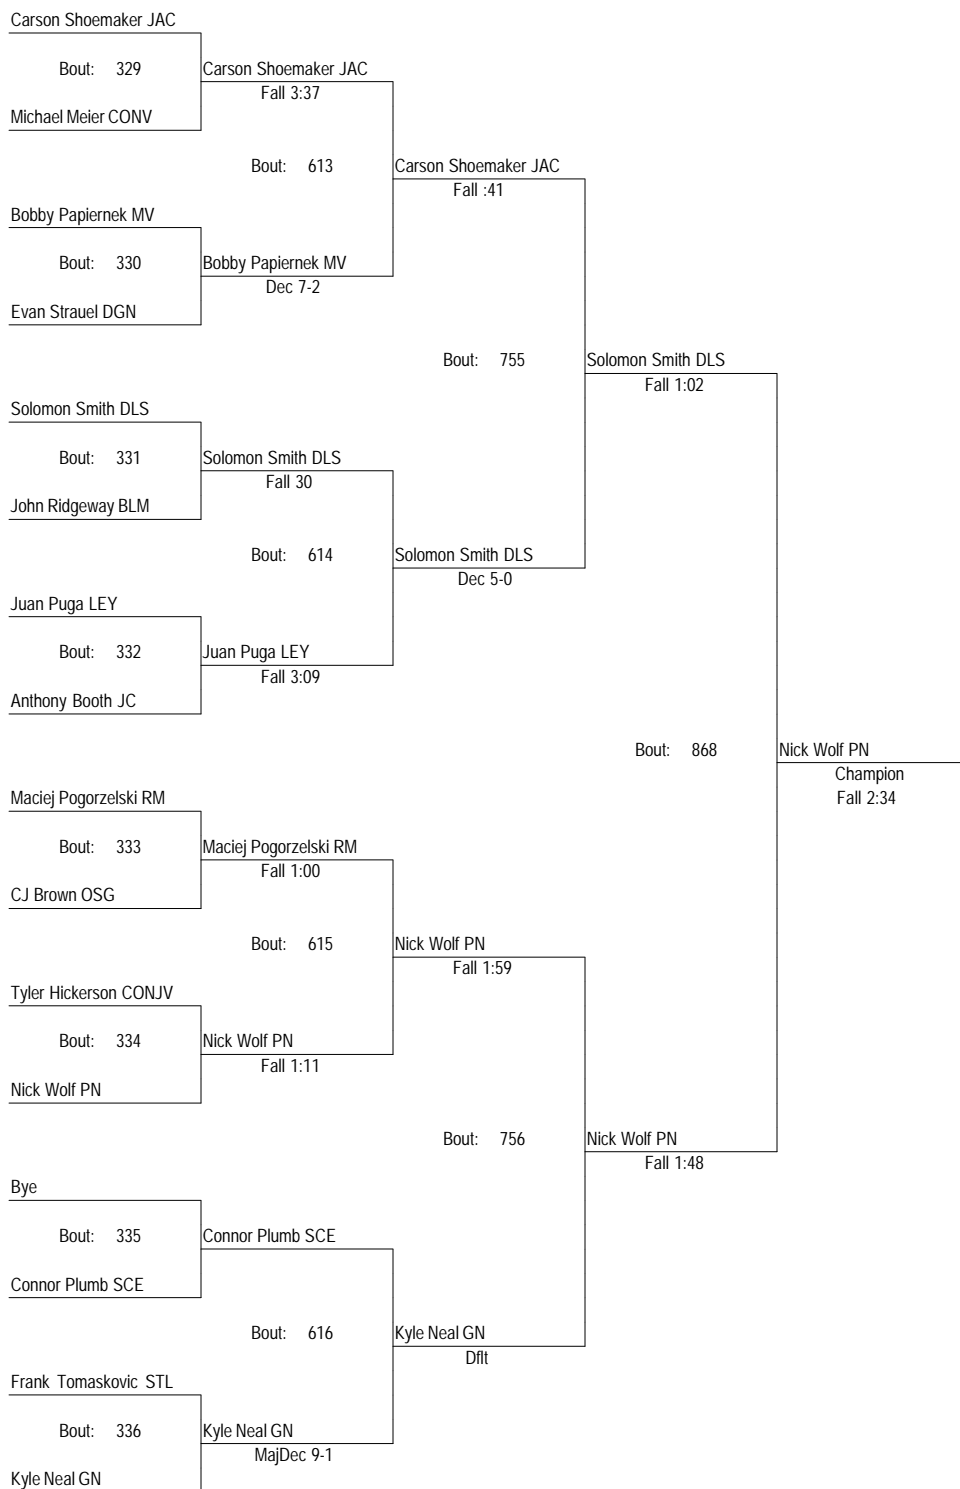 Carson Shoemaker JAC
Bout: 329
Carson Shoemaker JAC
Fall 3:37
Michael Meier CONV
Bout: 613
Carson Shoemaker JAC
Fall :41
Bobby Papiernek MV
Bout: 330
Bobby Papiernek MV
Dec 7-2
Evan Strauel DGN
Bout: 755
Solomon Smith DLS
Fall 1:02
Solomon Smith DLS
Bout: 331
Solomon Smith DLS
Fall 30
John Ridgeway BLM
Bout: 614
Solomon Smith DLS
Dec 5-0
Juan Puga LEY
Bout: 332
Juan Puga LEY
Fall 3:09
Anthony Booth JC
Bout: 868
Nick Wolf PN
Champion
Fall 2:34
Maciej Pogorzelski RM
Bout: 333
Maciej Pogorzelski RM
Fall 1:00
CJ Brown OSG
Bout: 615
Nick Wolf PN
Fall 1:59
Tyler Hickerson CONJV
Bout: 334
Nick Wolf PN
Fall 1:11
Nick Wolf PN
Bout: 756
Nick Wolf PN
Fall 1:48
Bye
Bout: 335
Connor Plumb SCE
Connor Plumb SCE
Bout: 616
Kyle Neal GN
Dflt
Frank Tomaskovic STL
Bout: 336
Kyle Neal GN
MajDec 9-1
Kyle Neal GN